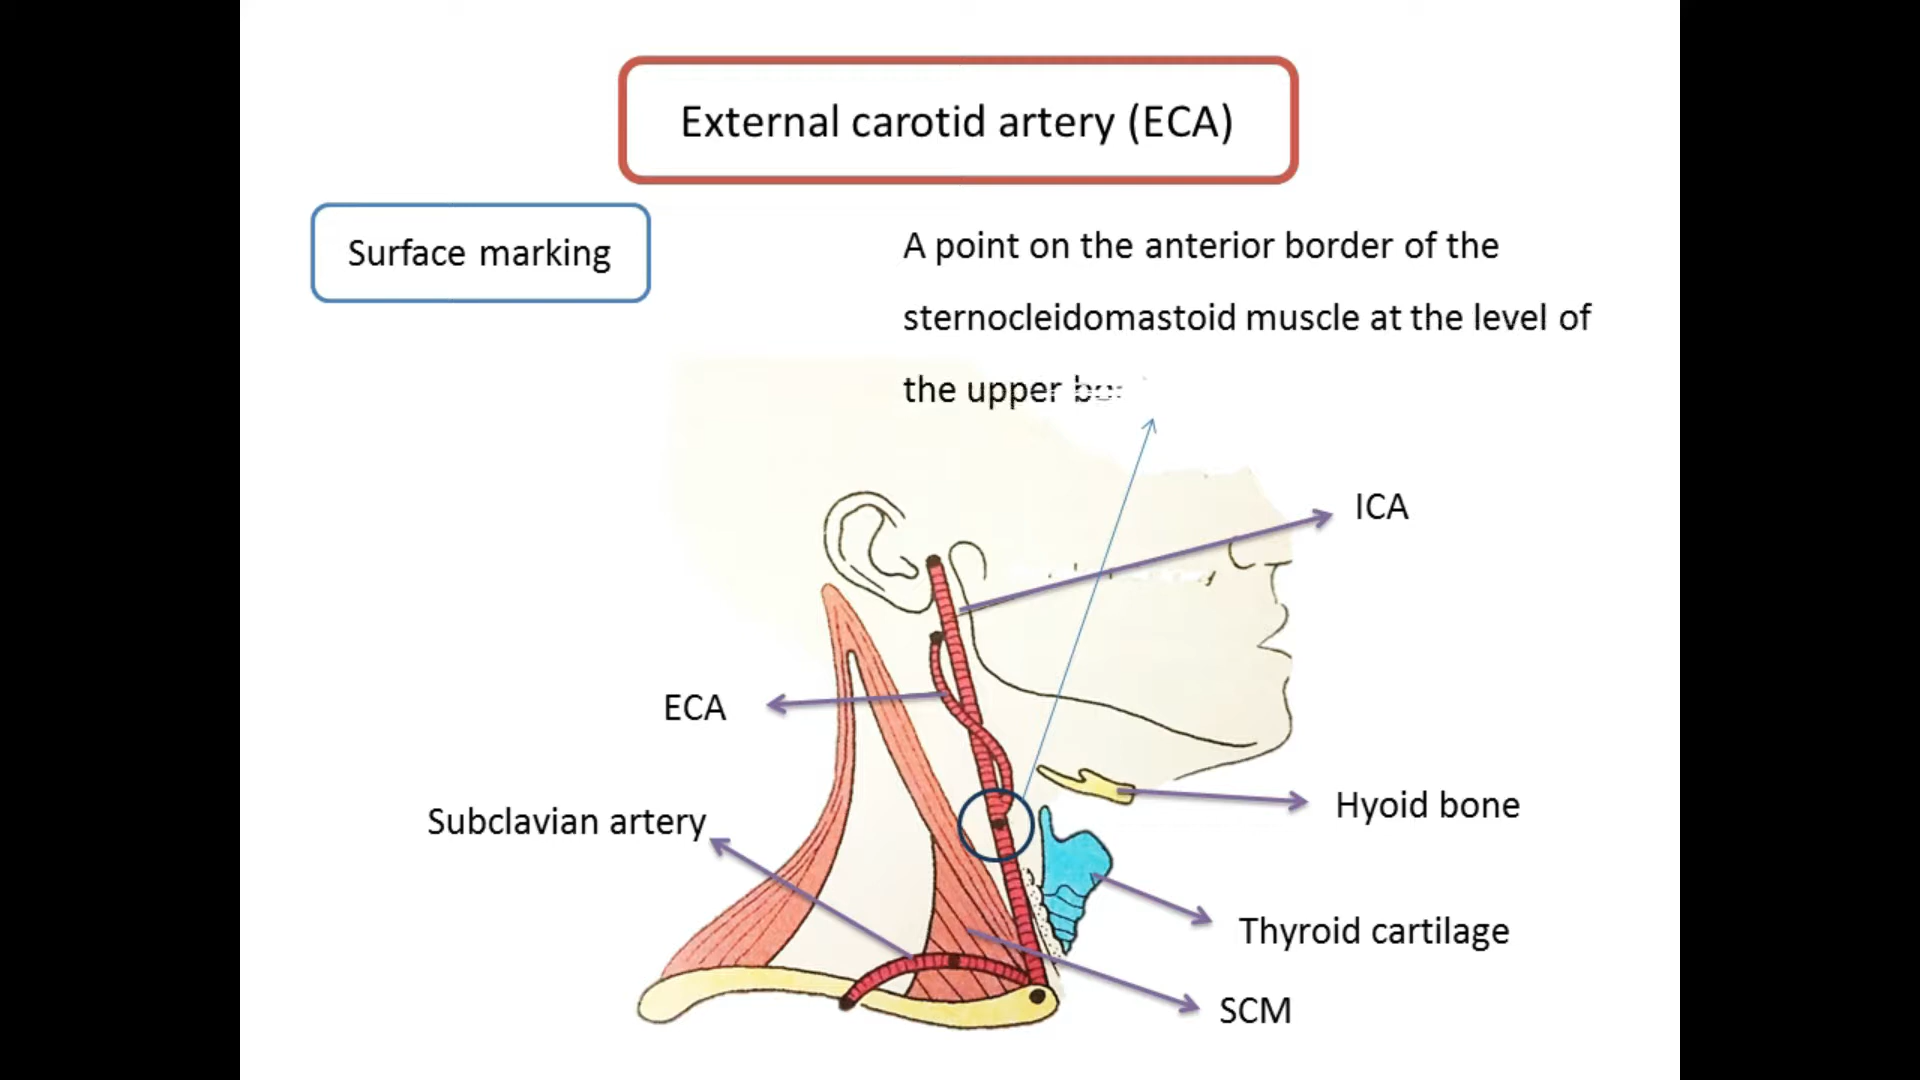 External carotid artery (ECA)
Surface marking
A point on the anterior border of the
sternocleidomastoid muscle at the level of
the upper
ICA
ECA
Hyoid bone
Subclavian artery
Thyroid cartilage
SCM